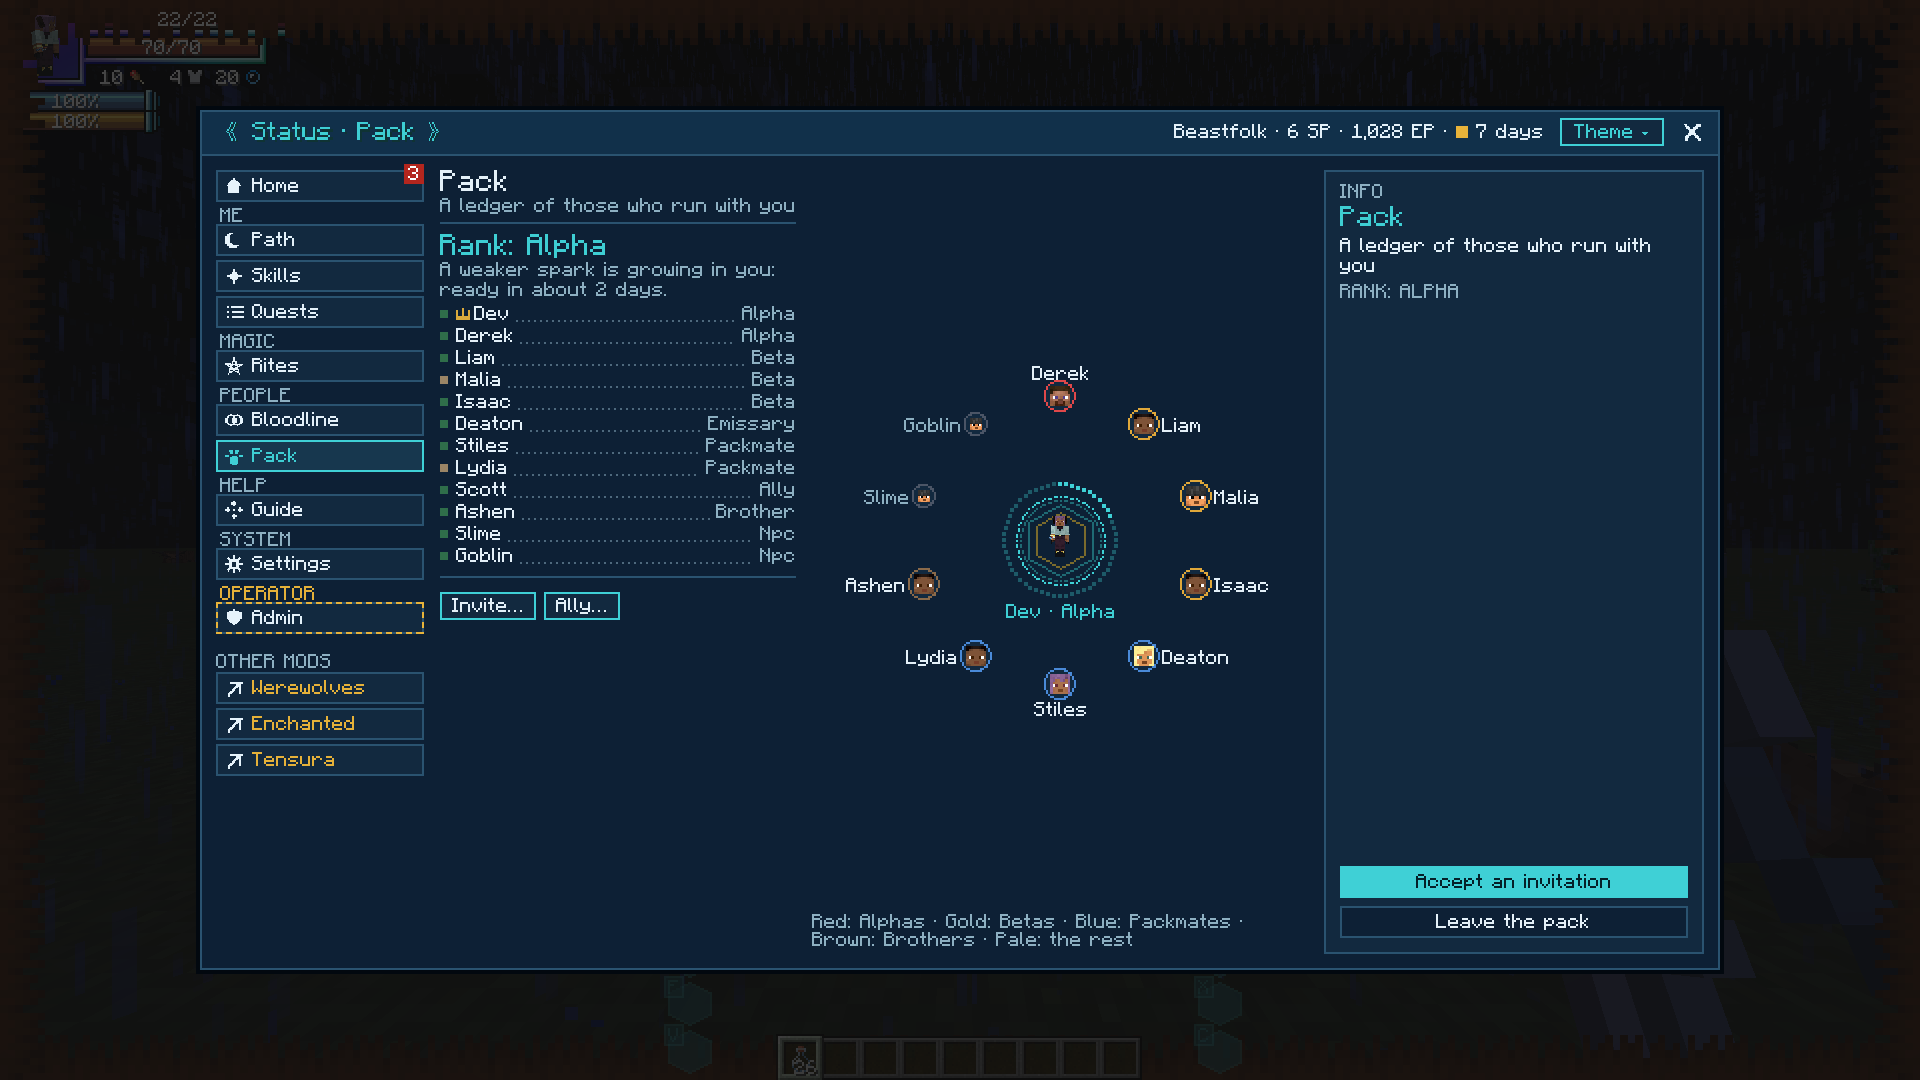 22/22
70/70
10 4 20
100%
100%
《 Status · Pack 》
Beastfolk · 6 SP · 1,028 EP · 7 days
Theme
Home
3
ME
Path
Skills
Quests
MAGIC
Rites
PEOPLE
Bloodline
Pack
HELP
Guide
SYSTEM
Settings
OPERATOR
Admin
OTHER MODS
Werewolves
Enchanted
Tensura
Pack
A ledger of those who run with you
Rank: Alpha
A weaker spark is growing in you:
ready in about 2 days.
Dev Alpha
Derek Alpha
Liam Beta
Malia Beta
Isaac Beta
Deaton Emissary
Stiles Packmate
Lydia Packmate
Scott Ally
Ashen Brother
Slime Npc
Goblin Npc
Invite...
Ally...
Derek
Goblin
Liam
Slime
Malia
Ashen
Isaac
Dev · Alpha
Lydia
Deaton
Stiles
Red: Alphas · Gold: Betas · Blue: Packmates ·
Brown: Brothers · Pale: the rest
INFO
Pack
A ledger of those who run with
you
RANK: ALPHA
Accept an invitation
Leave the pack
V
26